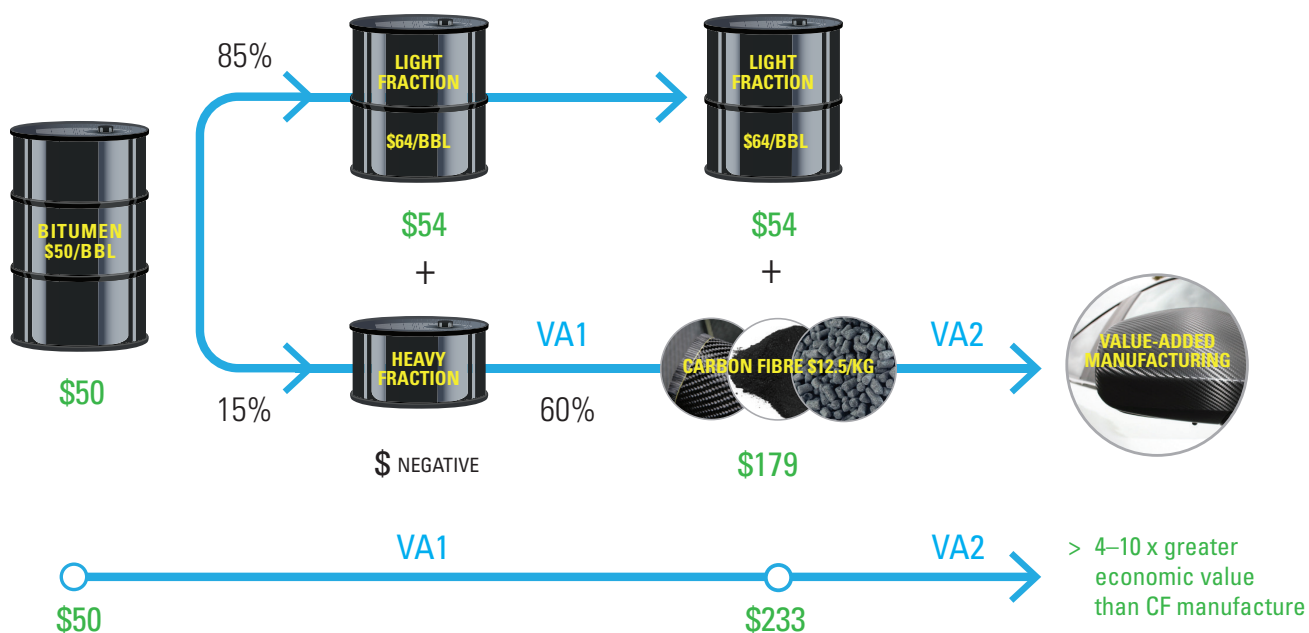 85%
LIGHT
FRACTION
$64/BBL
LIGHT
FRACTION
$64/BBL
BITUMEN
$50/BBL
$50
$54
+
$54
+
15%
HEAVY
FRACTION
VA1
60%
CARBON FIBRE $12.5/KG
VA2
VALUE-ADDED
MANUFACTURING
$ NEGATIVE
$179
VA1
VA2
> 4–10 x greater
economic value
than CF manufacture
$50
$233